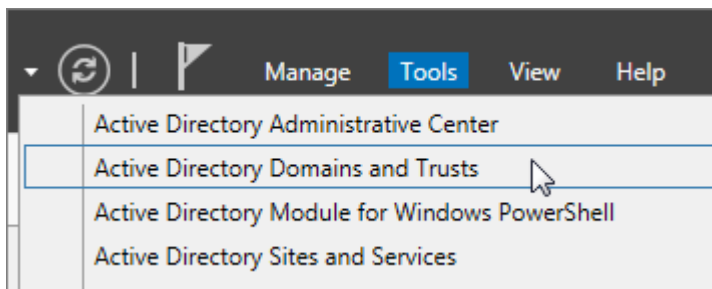 Manage Tools View Help
Active Directory Administrative Center
Active Directory Domains and Trusts
Active Directory Module for Windows PowerShell
Active Directory Sites and Services